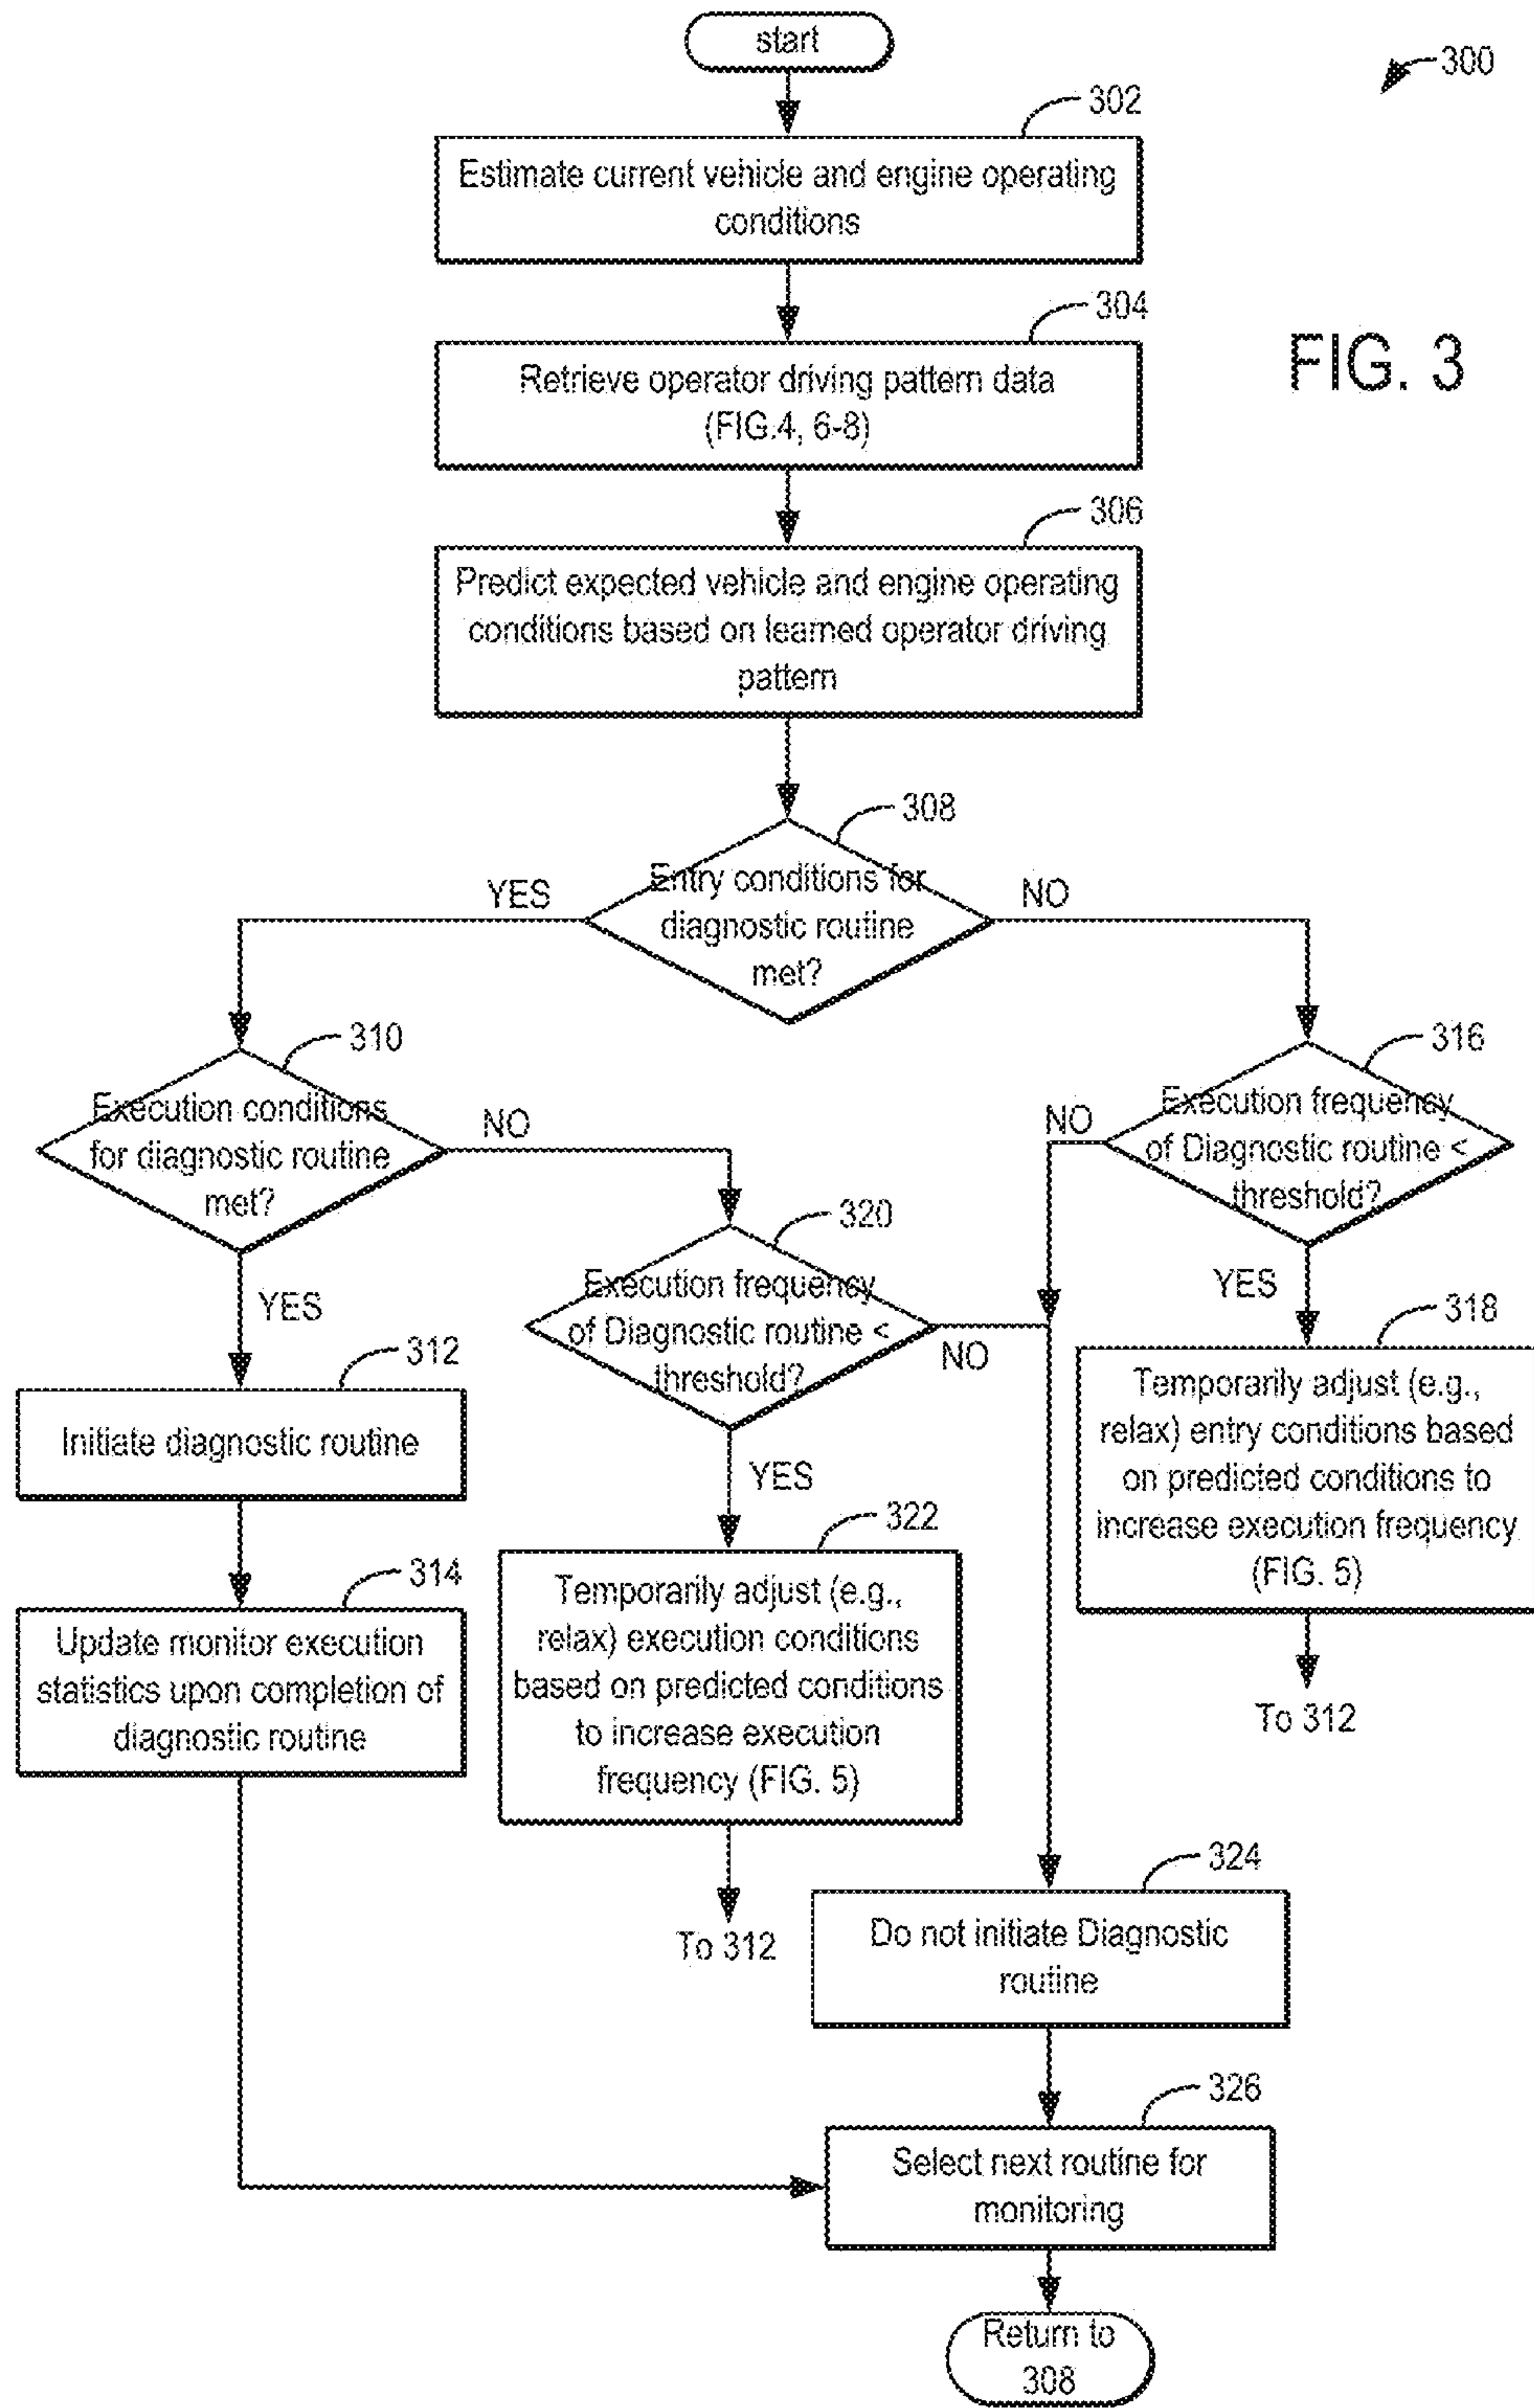 start
300
302
Estimate current vehicle and engine operating
conditions
304
Retrieve operator driving pattern data
(FIG.4, 6-8)
FIG. 3
306
Predict expected vehicle and engine operating
conditions based on learned operator driving
pattern
308
Entry conditions for
diagnostic routine
met?
YES
NO
310
Execution conditions
for diagnostic routine
met?
NO
YES
316
Execution frequency
of Diagnostic routine <
threshold?
NO
YES
320
Execution frequency
of Diagnostic routine <
threshold?
NO
YES
312
Initiate diagnostic routine
318
Temporarily adjust (e.g.,
relax) entry conditions based
on predicted conditions to
increase execution frequency
(FIG. 5)
To 312
314
Update monitor execution
statistics upon completion of
diagnostic routine
322
Temporarily adjust (e.g.,
relax) execution conditions
based on predicted conditions
to increase execution
frequency (FIG. 5)
To 312
324
Do not initiate Diagnostic
routine
326
Select next routine for
monitoring
Return to
308